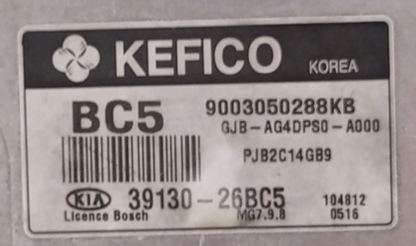 KEFICO KOREA
BC5 9003050288KB
GJB-AG4DPS0-A000
PJB2C14GB9
KIA 39130-26BC5 104812
Licence Bosch MG7.9.8 0516